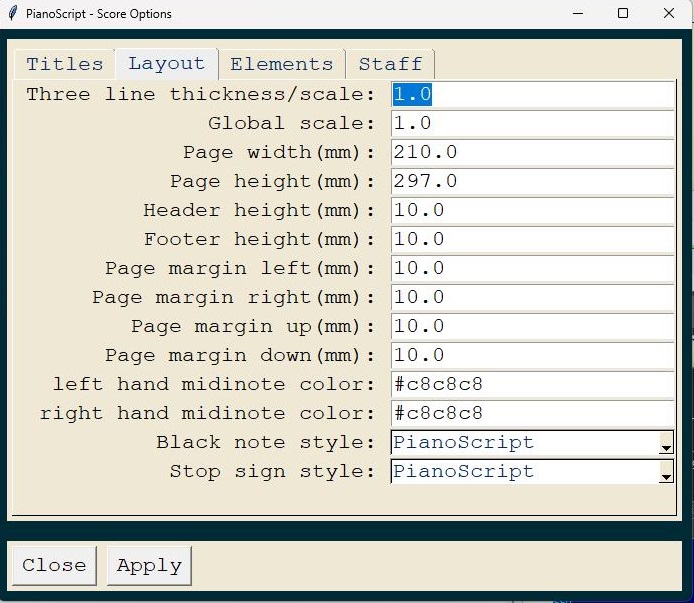 PianoScript - Score Options
Titles Layout Elements Staff
Three line thickness/scale: 1.0
Global scale: 1.0
Page width(mm): 210.0
Page height(mm): 297.0
Header height(mm): 10.0
Footer height(mm): 10.0
Page margin left(mm): 10.0
Page margin right(mm): 10.0
Page margin up(mm): 10.0
Page margin down(mm): 10.0
left hand midinote color: #c8c8c8
right hand midinote color: #c8c8c8
Black note style: PianoScript
Stop sign style: PianoScript
Close Apply